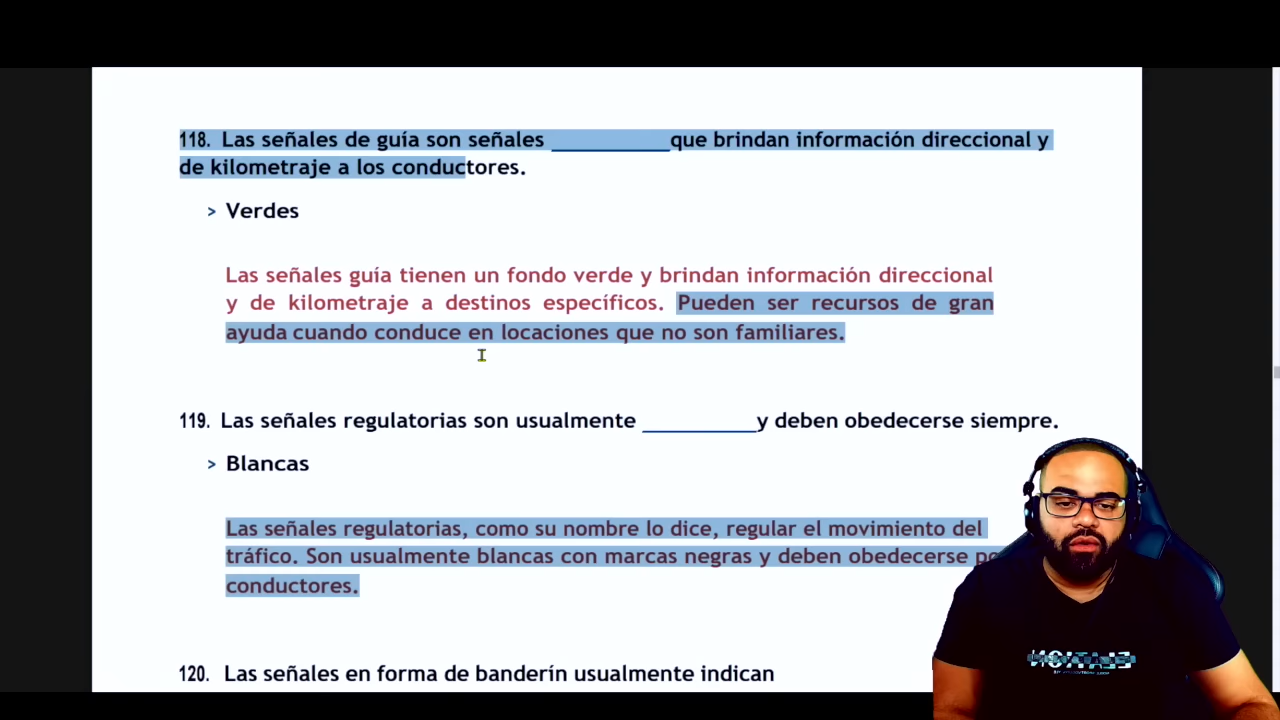 118. Las señales de guía son señales __________que brindan información direccional y
de kilometraje a los conductores.
> Verdes
Las señales guía tienen un fondo verde y brindan información direccional
y de kilometraje a destinos específicos. Pueden ser recursos de gran
ayuda cuando conduce en locaciones que no son familiares.
119. Las señales regulatorias son usualmente __________y deben obedecerse siempre.
> Blancas
Las señales regulatorias, como su nombre lo dice, regular el movimiento del
tráfico. Son usualmente blancas con marcas negras y deben obedecerse
conductores.
120. Las señales en forma de banderín usualmente indican